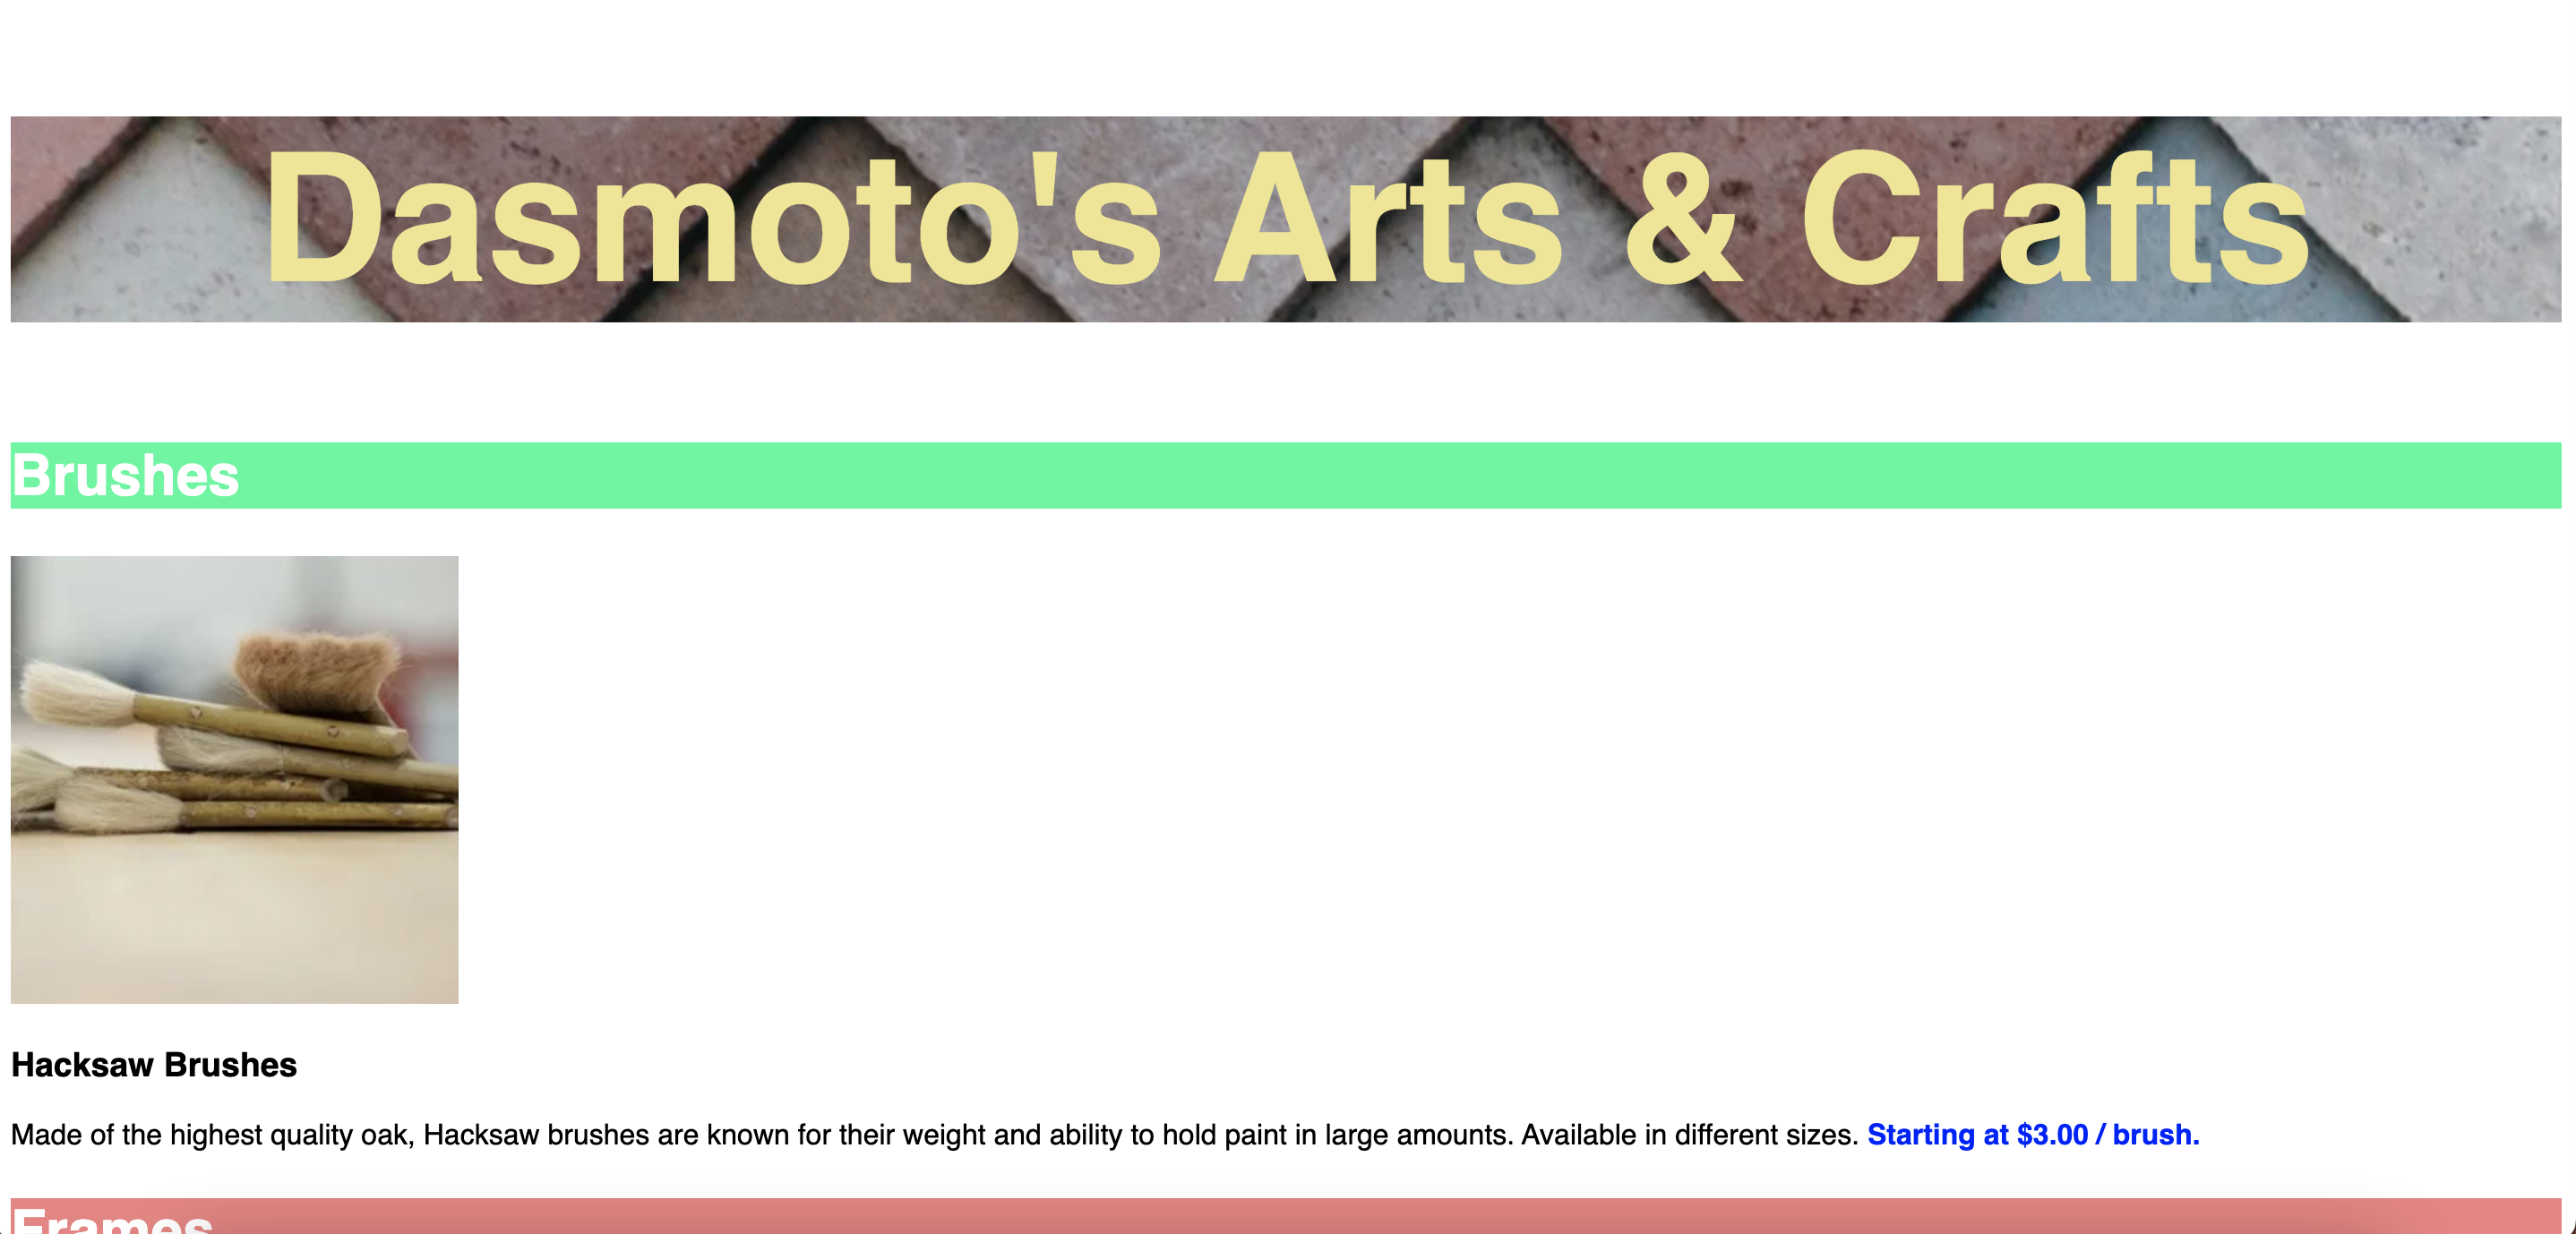 Dasmoto's Arts & Crafts
Brushes
Hacksaw Brushes
Made of the highest quality oak, Hacksaw brushes are known for their weight and ability to hold paint in large amounts. Available in different sizes. Starting at $3.00 / brush.
Frames